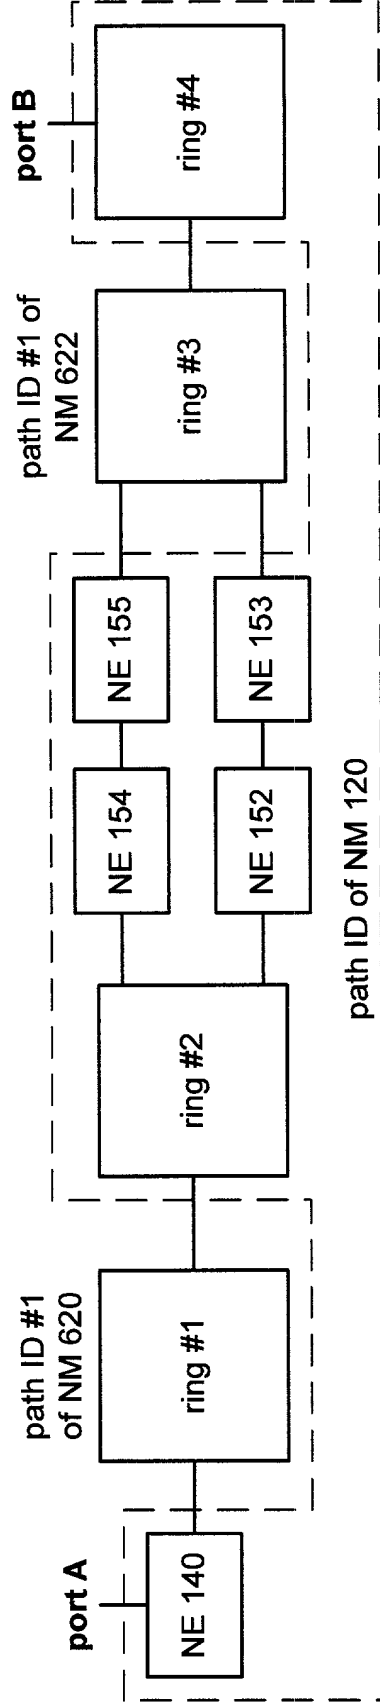 port A
NE 140
path ID #1
of NM 620
ring #1
ring #2
NE 154
NE 155
NE 152
NE 153
path ID #1 of
NM 622
ring #3
port B
ring #4
path ID of NM 120